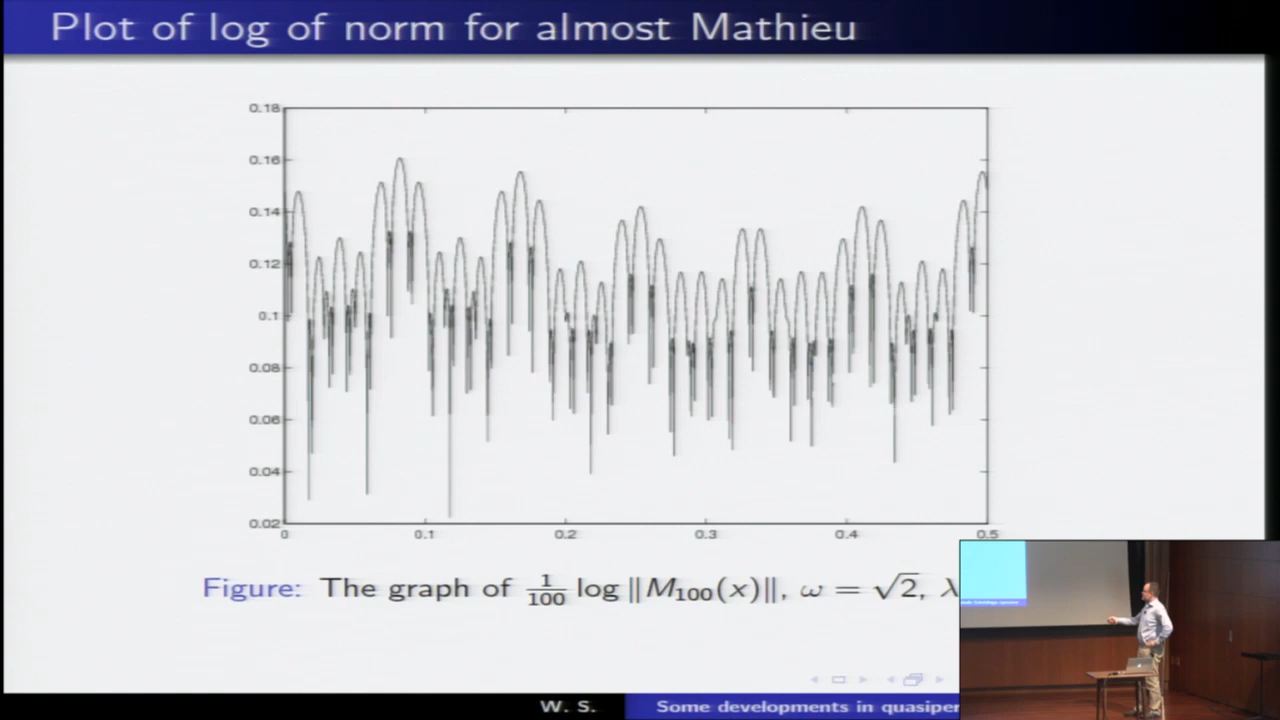 Plot of log of norm for almost Mathieu
0.18
0.16
0.14
0.12
0.1
0.08
0.06
0.04
0.02
0 0.1 0.2 0.3 0.4 0.5
Figure: The graph of 1/100 log ‖M₁₀₀(x)‖, ω = √2, λ
W. S. Some developments in quasiper